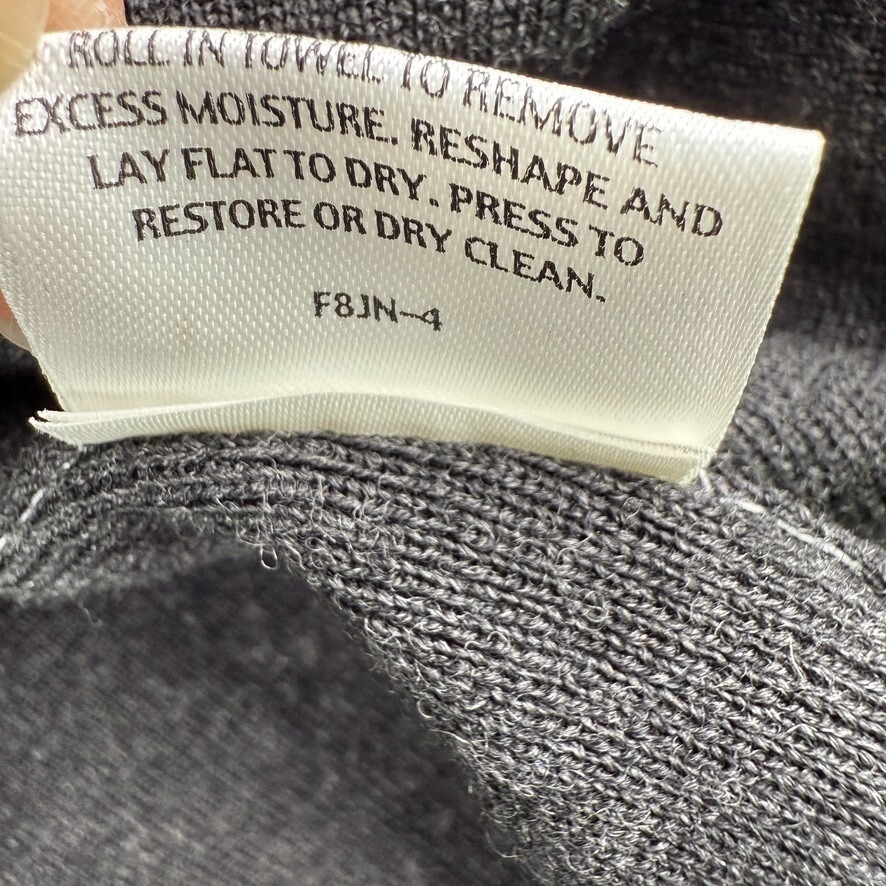 ROLL IN TOWEL TO REMOVE
EXCESS MOISTURE. RESHAPE AND
LAY FLAT TO DRY. PRESS TO
RESTORE OR DRY CLEAN.
F8JN-4